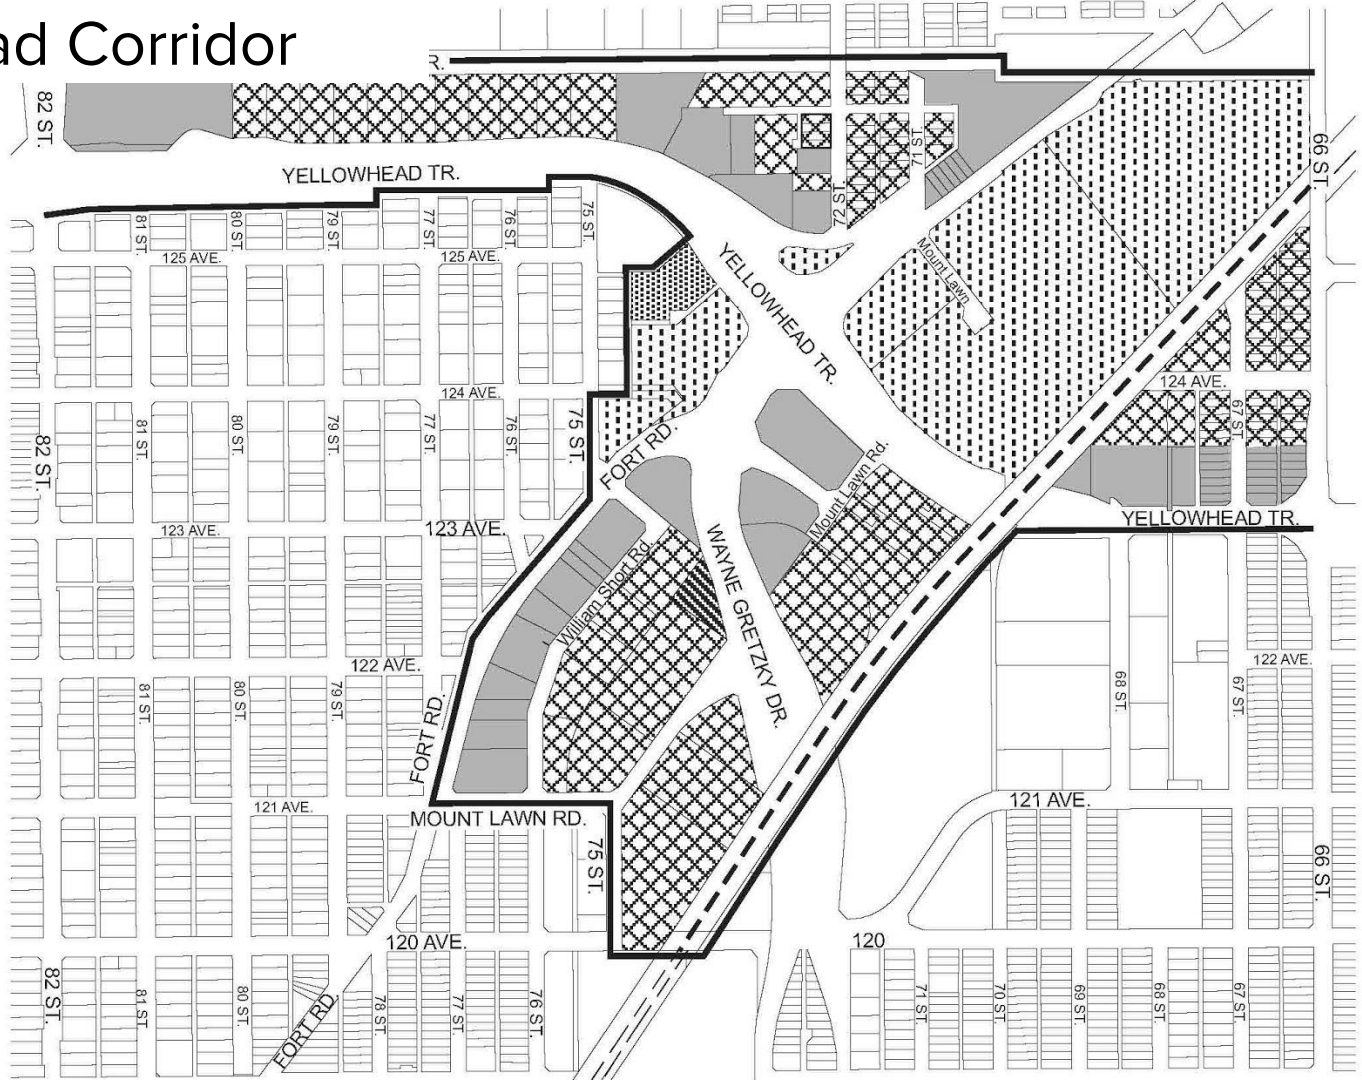 ad Corridor
R.
82 ST.
66 ST.
YELLOWHEAD TR.
71 ST.
72 ST.
81 ST.
80 ST.
79 ST.
77 ST.
76 ST.
75 ST.
125 AVE.
125 AVE.
YELLOWHEAD TR.
Mount Lawn
124 AVE.
124 AVE.
82 ST.
81 ST.
80 ST.
79 ST.
77 ST.
76 ST.
75 ST.
67 ST.
FORT RD.
Mount Lawn Rd.
123 AVE.
123 AVE.
YELLOWHEAD TR.
William Short Rd.
WAYNE GRETZKY DR.
122 AVE.
122 AVE.
81 ST.
80 ST.
79 ST.
FORT RD.
68 ST.
67 ST.
121 AVE.
121 AVE.
MOUNT LAWN RD.
75 ST.
66 ST.
120 AVE.
120
82 ST.
81 ST
80 ST.
FORT RD
78 ST.
77 ST.
76 ST.
71 ST.
70 ST.
69 ST.
68 ST.
67 ST.